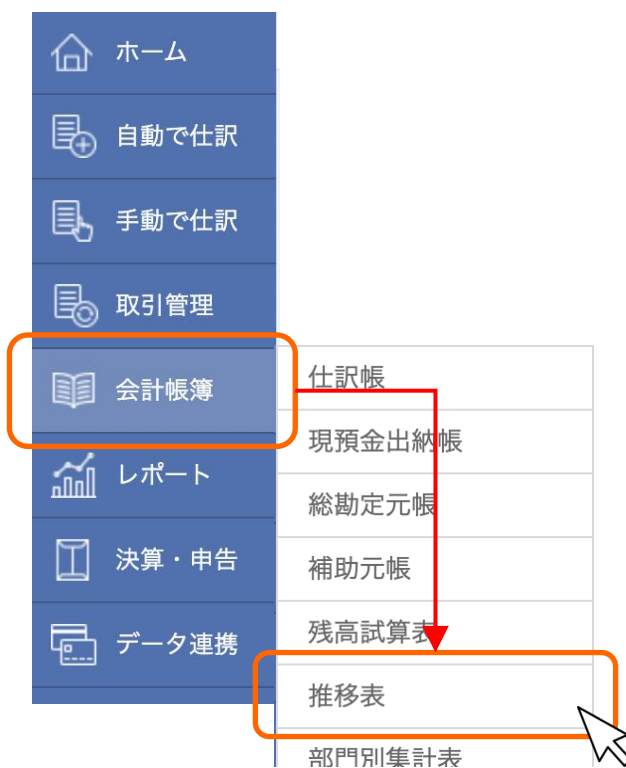 ホーム
自動で仕訳
手動で仕訳
取引管理
会計帳簿
レポート
決算・申告
データ連携
仕訳帳
現預金出納帳
総勘定元帳
補助元帳
残高試算表
推移表
部門別集計表